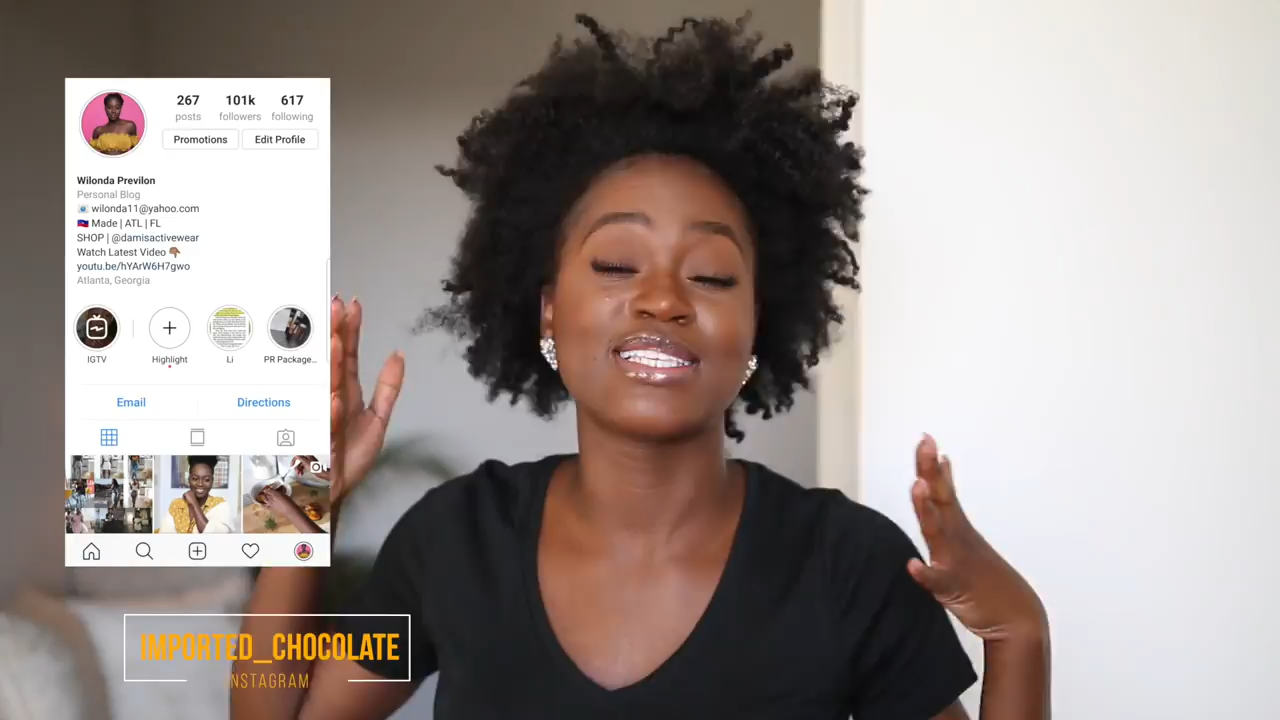 267 101k 617
posts followers following
Promotions Edit Profile
Wilonda Previlon
Personal Blog
wilonda11@yahoo.com
Made | ATL | FL
SHOP | @damisactivewear
Watch Latest Video
youtu.be/hYArW6H7gwo
Atlanta, Georgia
IGTV Highlight Li PR Package...
Email Directions
IMPORTED_CHOCOLATE
INSTAGRAM